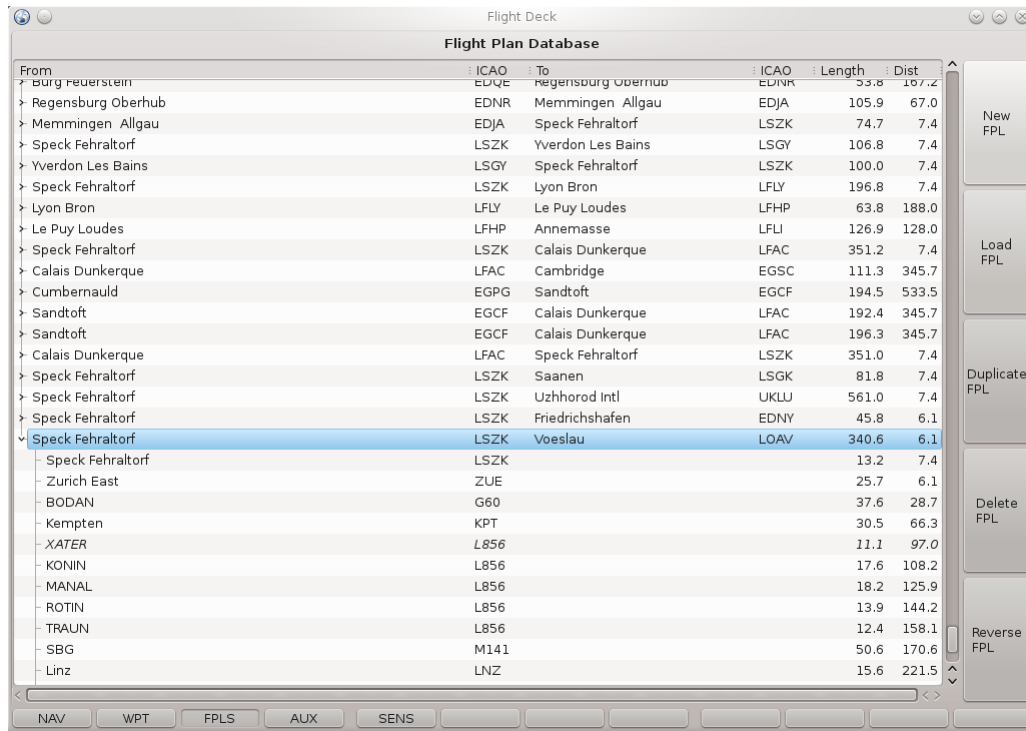 Flight Deck
Flight Plan Database
From ICAO To ICAO Length Dist
Burg Feuerstein EDQE Regensburg Oberhub EDNR 53.8 167.2
Regensburg Oberhub EDNR Memmingen Allgau EDJA 105.9 67.0
Memmingen Allgau EDJA Speck Fehraltorf LSZK 74.7 7.4
Speck Fehraltorf LSZK Yverdon Les Bains LSGY 106.8 7.4
Yverdon Les Bains LSGY Speck Fehraltorf LSZK 100.0 7.4
Speck Fehraltorf LSZK Lyon Bron LFLY 196.8 7.4
Lyon Bron LFLY Le Puy Loudes LFHP 63.8 188.0
Le Puy Loudes LFHP Annemasse LFLI 126.9 128.0
Speck Fehraltorf LSZK Calais Dunkerque LFAC 351.2 7.4
Calais Dunkerque LFAC Cambridge EGSC 111.3 345.7
Cumbernauld EGPG Sandtoft EGCF 194.5 533.5
Sandtoft EGCF Calais Dunkerque LFAC 192.4 345.7
Sandtoft EGCF Calais Dunkerque LFAC 196.3 345.7
Calais Dunkerque LFAC Speck Fehraltorf LSZK 351.0 7.4
Speck Fehraltorf LSZK Saanen LSGK 81.8 7.4
Speck Fehraltorf LSZK Uzhhorod Intl UKLU 561.0 7.4
Speck Fehraltorf LSZK Friedrichshafen EDNY 45.8 6.1
Speck Fehraltorf LSZK Voeslau LOAV 340.6 6.1
Speck Fehraltorf LSZK 13.2 7.4
Zurich East ZUE 25.7 6.1
BODAN G60 37.6 28.7
Kempten KPT 30.5 66.3
XATER L856 11.1 97.0
KONIN L856 17.6 108.2
MANAL L856 18.2 125.9
ROTIN L856 13.9 144.2
TRAUN L856 12.4 158.1
SBG M141 50.6 170.6
Linz LNZ 15.6 221.5
New
FPL
Load
FPL
Duplicate
FPL
Delete
FPL
Reverse
FPL
NAV WPT FPLS AUX SENS